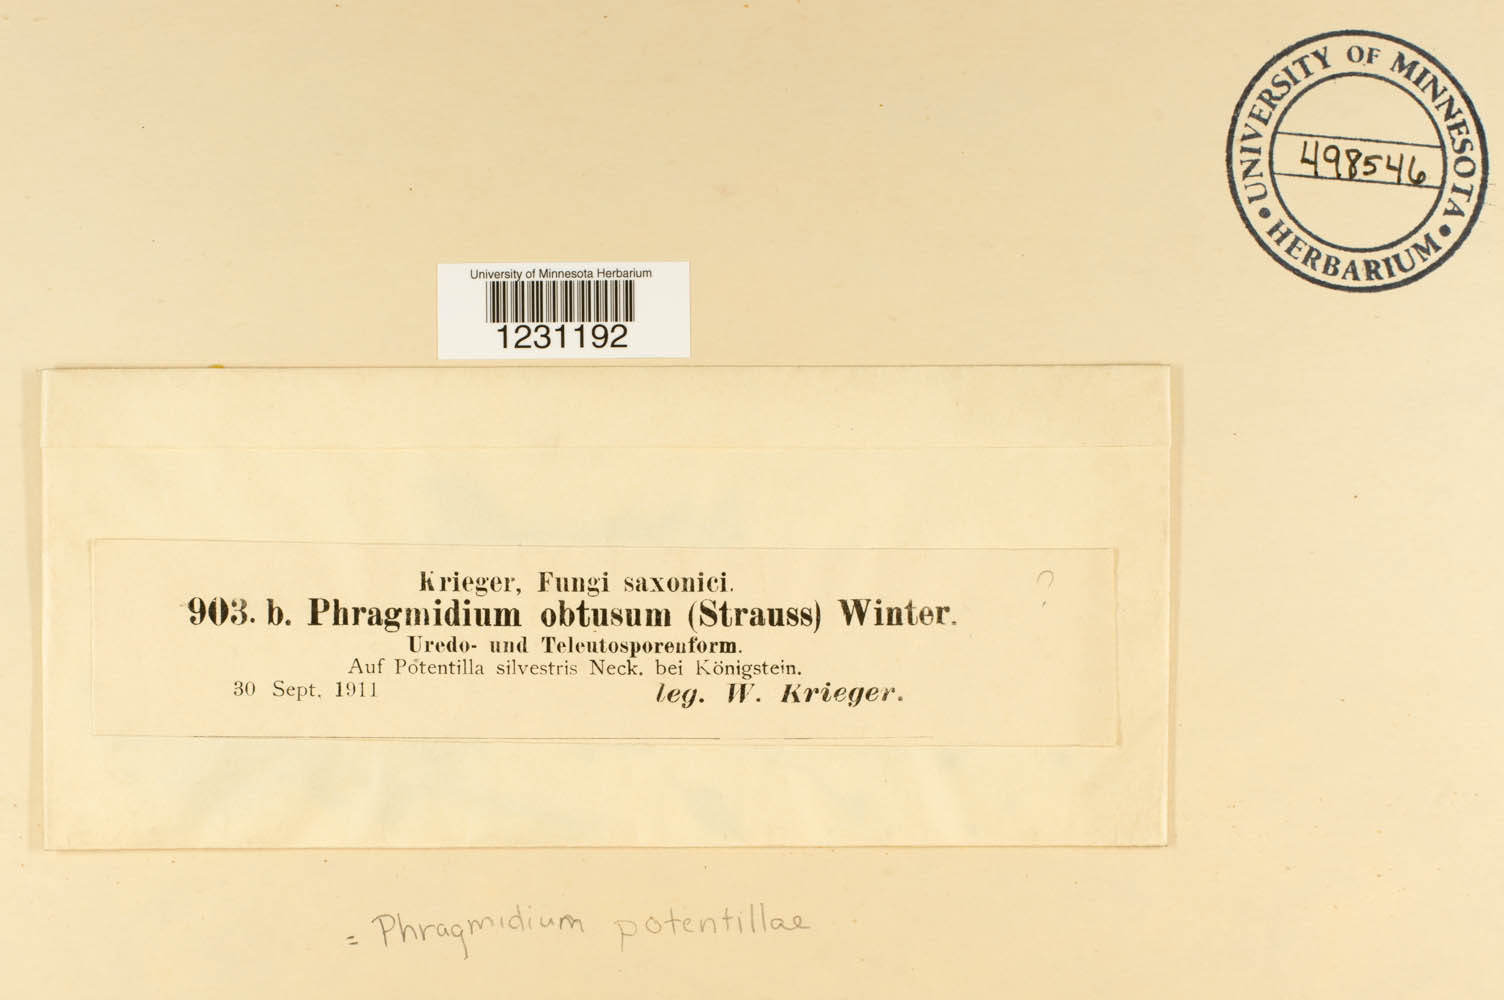 UNIVERSITY OF MINNESOTA
498546
• HERBARIUM •
University of Minnesota Herbarium
1231192
Krieger, Fungi saxonici.
?
903. b. Phragmidium obtusum (Strauss) Winter.
Uredo- und Teleutosporenform.
Auf Potentilla silvestris Neck. bei Königstein.
30 Sept. 1911 leg. W. Krieger.
= Phragmidium potentillae